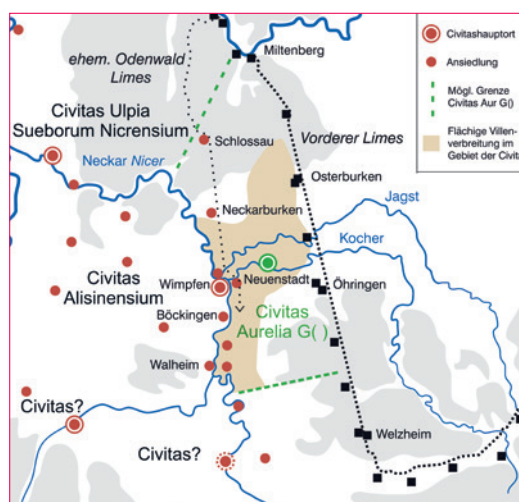 ehem. Odenwald
Limes
Miltenberg
Civitas Ulpia
Sueborum Nicrensium
Schlossau
Vorderer Limes
Neckar Nicer
Osterburken
Neckarburken
Jagst
Kocher
Civitas
Alisinensium
Wimpfen
Neuenstadt
Öhringen
Böckingen
Civitas
Aurelia G( )
Walheim
Civitas?
Welzheim
Civitas?
Civitashauptort
Ansiedlung
Mögl. Grenze
Civitas Aur G()
Flächige Villen-
verbreitung im
Gebiet der Civit